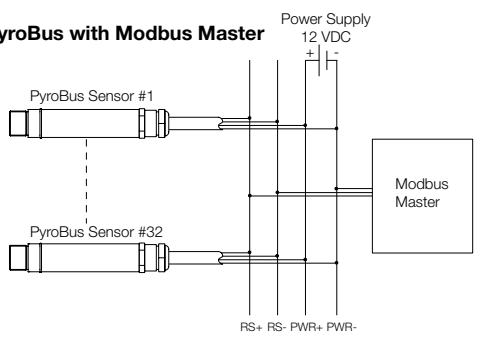 yroBus with Modbus Master
Power Supply
12 VDC
+ -
PyroBus Sensor #1
Modbus
Master
PyroBus Sensor #32
RS+ RS- PWR+ PWR-